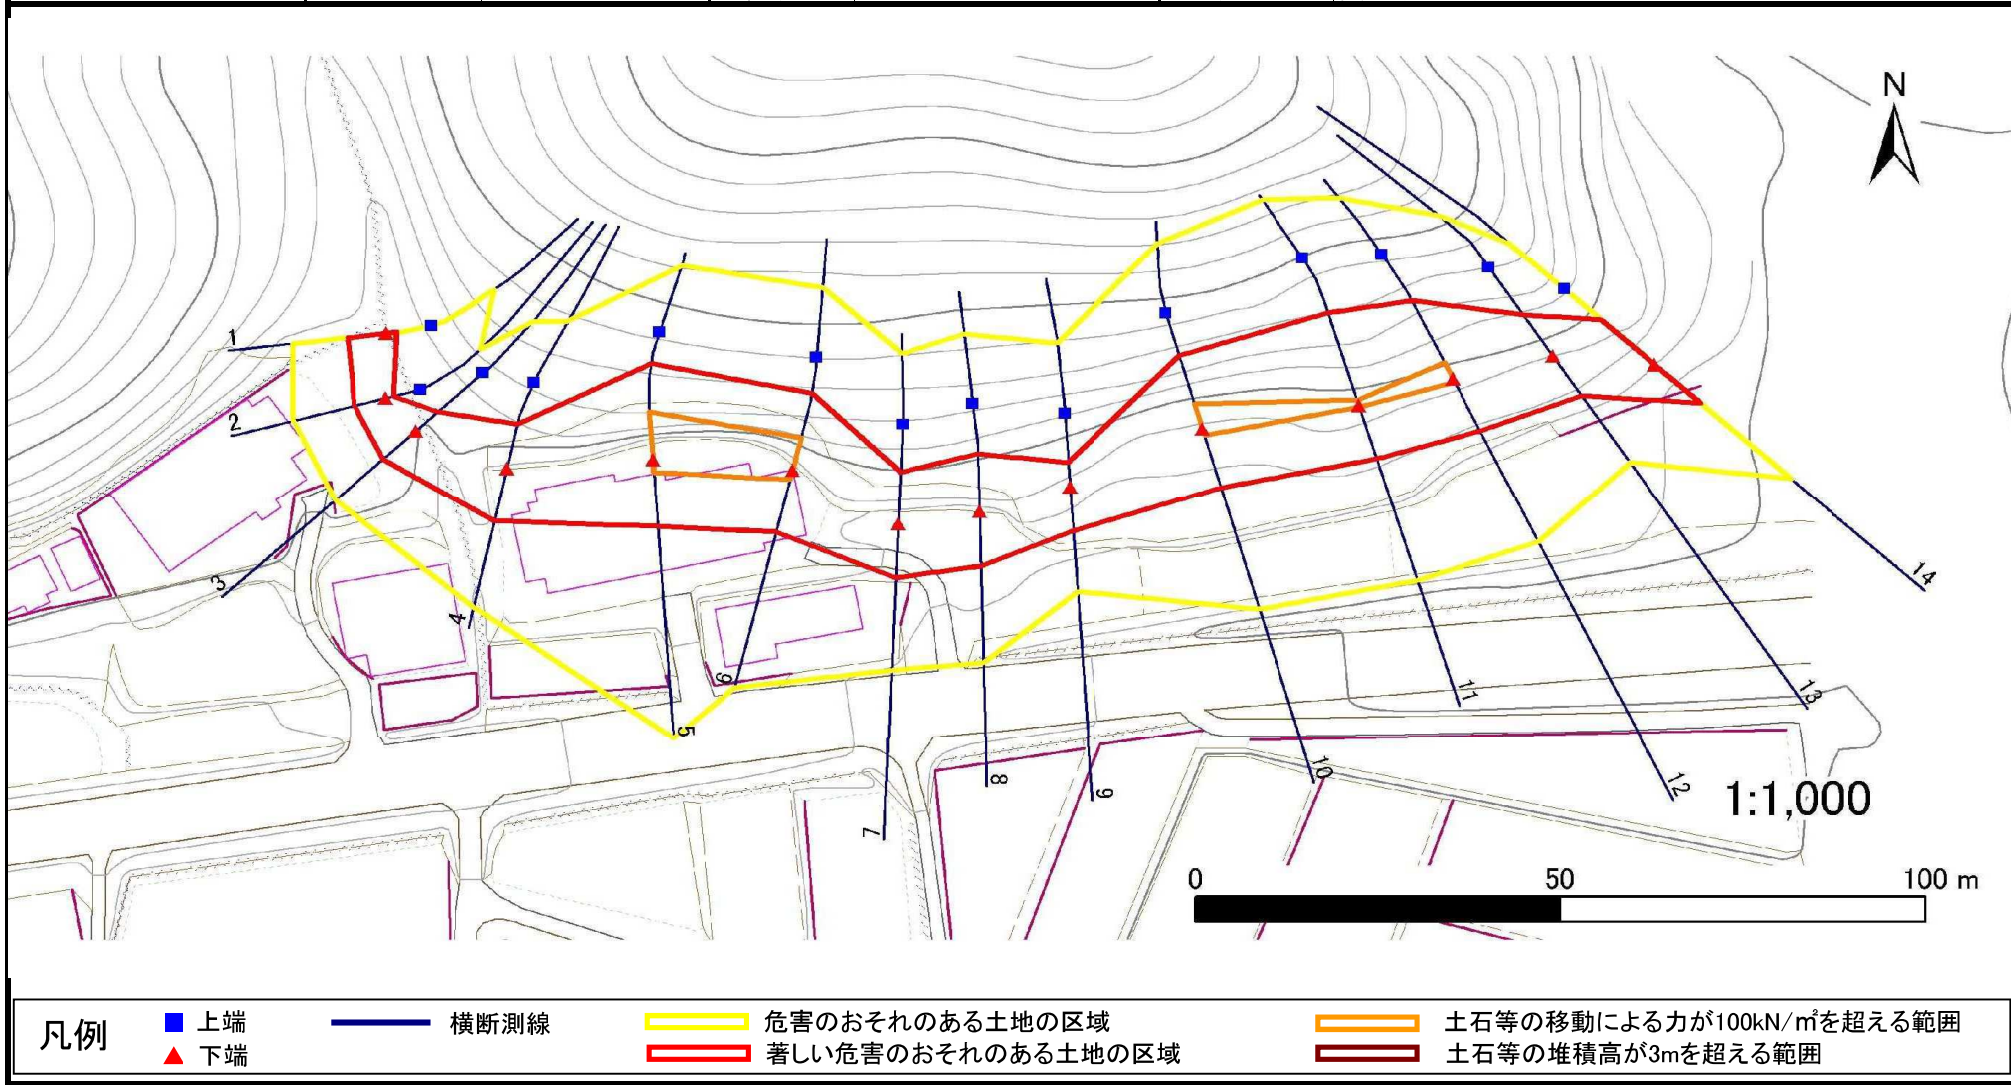 N
1
2
3
4
5
6
7
8
9
10
11
12
13
14
1:1,000
0 50 100 m
凡例
上端
下端
横断測線
危害のおそれのある土地の区域
著しい危害のおそれのある土地の区域
土石等の移動による力が100kN/㎡を超える範囲
土石等の堆積高が3mを超える範囲